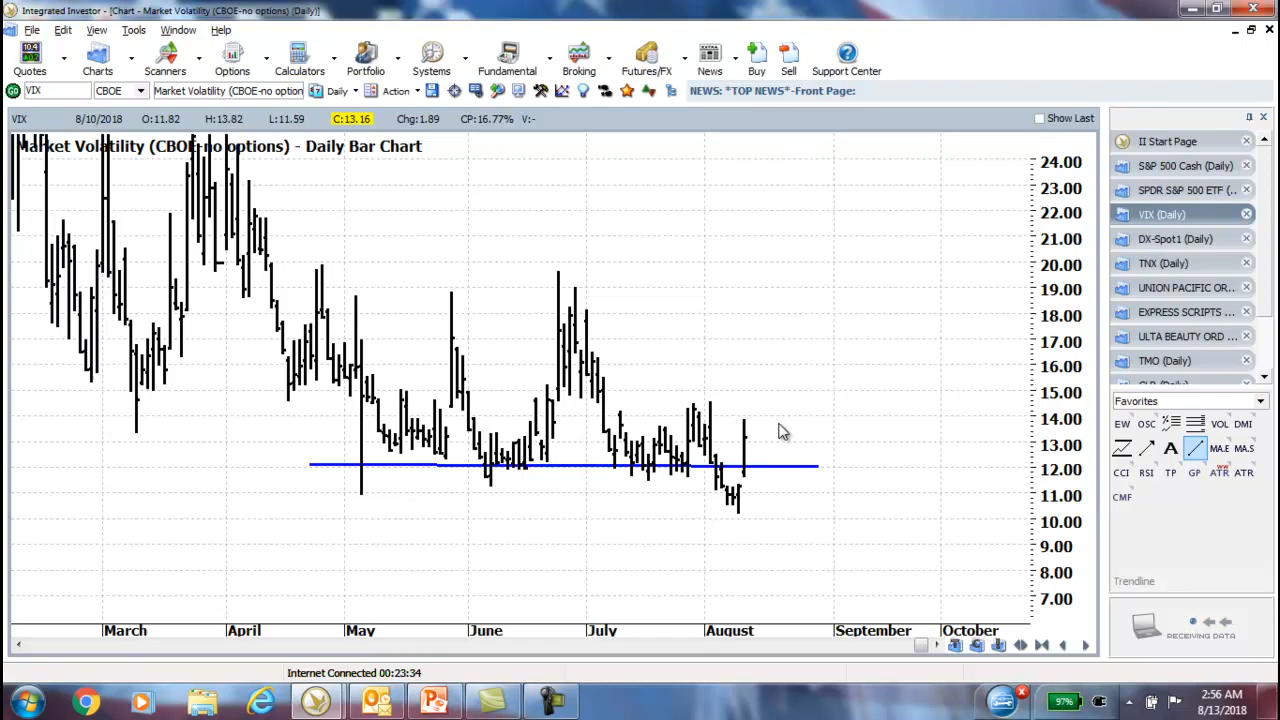 Integrated Investor - [Chart - Market Volatility (CBOE-no options) (Daily)]
File Edit View Tools Window Help
Quotes Charts Scanners Options Calculators Portfolio Systems Fundamental Broking Futures/FX News Buy Sell Support Center
VIX CBOE Market Volatility (CBOE-no option Daily Action NEWS: *TOP NEWS*-Front Page:
VIX 8/10/2018 O:11.82 H:13.82 L:11.59 C:13.16 Chg:1.89 CP:16.77% V:- Show Last
Market Volatility (CBOE-no options) - Daily Bar Chart
24.00
23.00
22.00
21.00
20.00
19.00
18.00
17.00
16.00
15.00
14.00
13.00
12.00
11.00
10.00
9.00
8.00
7.00
March April May June July August September October
II Start Page
S&P 500 Cash (Daily)
SPDR S&P 500 ETF (..
VIX (Daily)
DX-Spot1 (Daily)
TNX (Daily)
UNION PACIFIC OR...
EXPRESS SCRIPTS ...
ULTA BEAUTY ORD ...
TMO (Daily)
Favorites
EW OSC VOL DMI
A MA.E MA.S
CCI RSI TP GP ATR ATR
CMF
Trendline
RECEIVING DATA
Internet Connected 00:23:34
97%
2:56 AM
8/13/2018